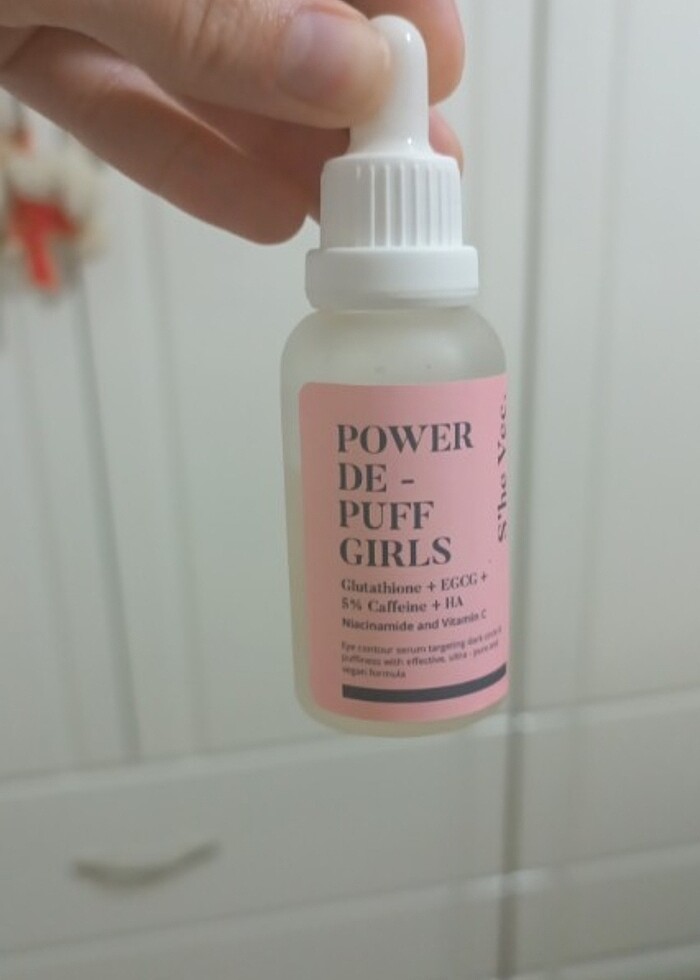 POWER
DE -
PUFF
GIRLS
Glutathione + EGCG +
5% Caffeine + HA
Niacinamide and Vitamin C
Eye contour serum targeting dark circle &
puffiness with effective, ultra - pure and
vegan formula
S'he Vec.